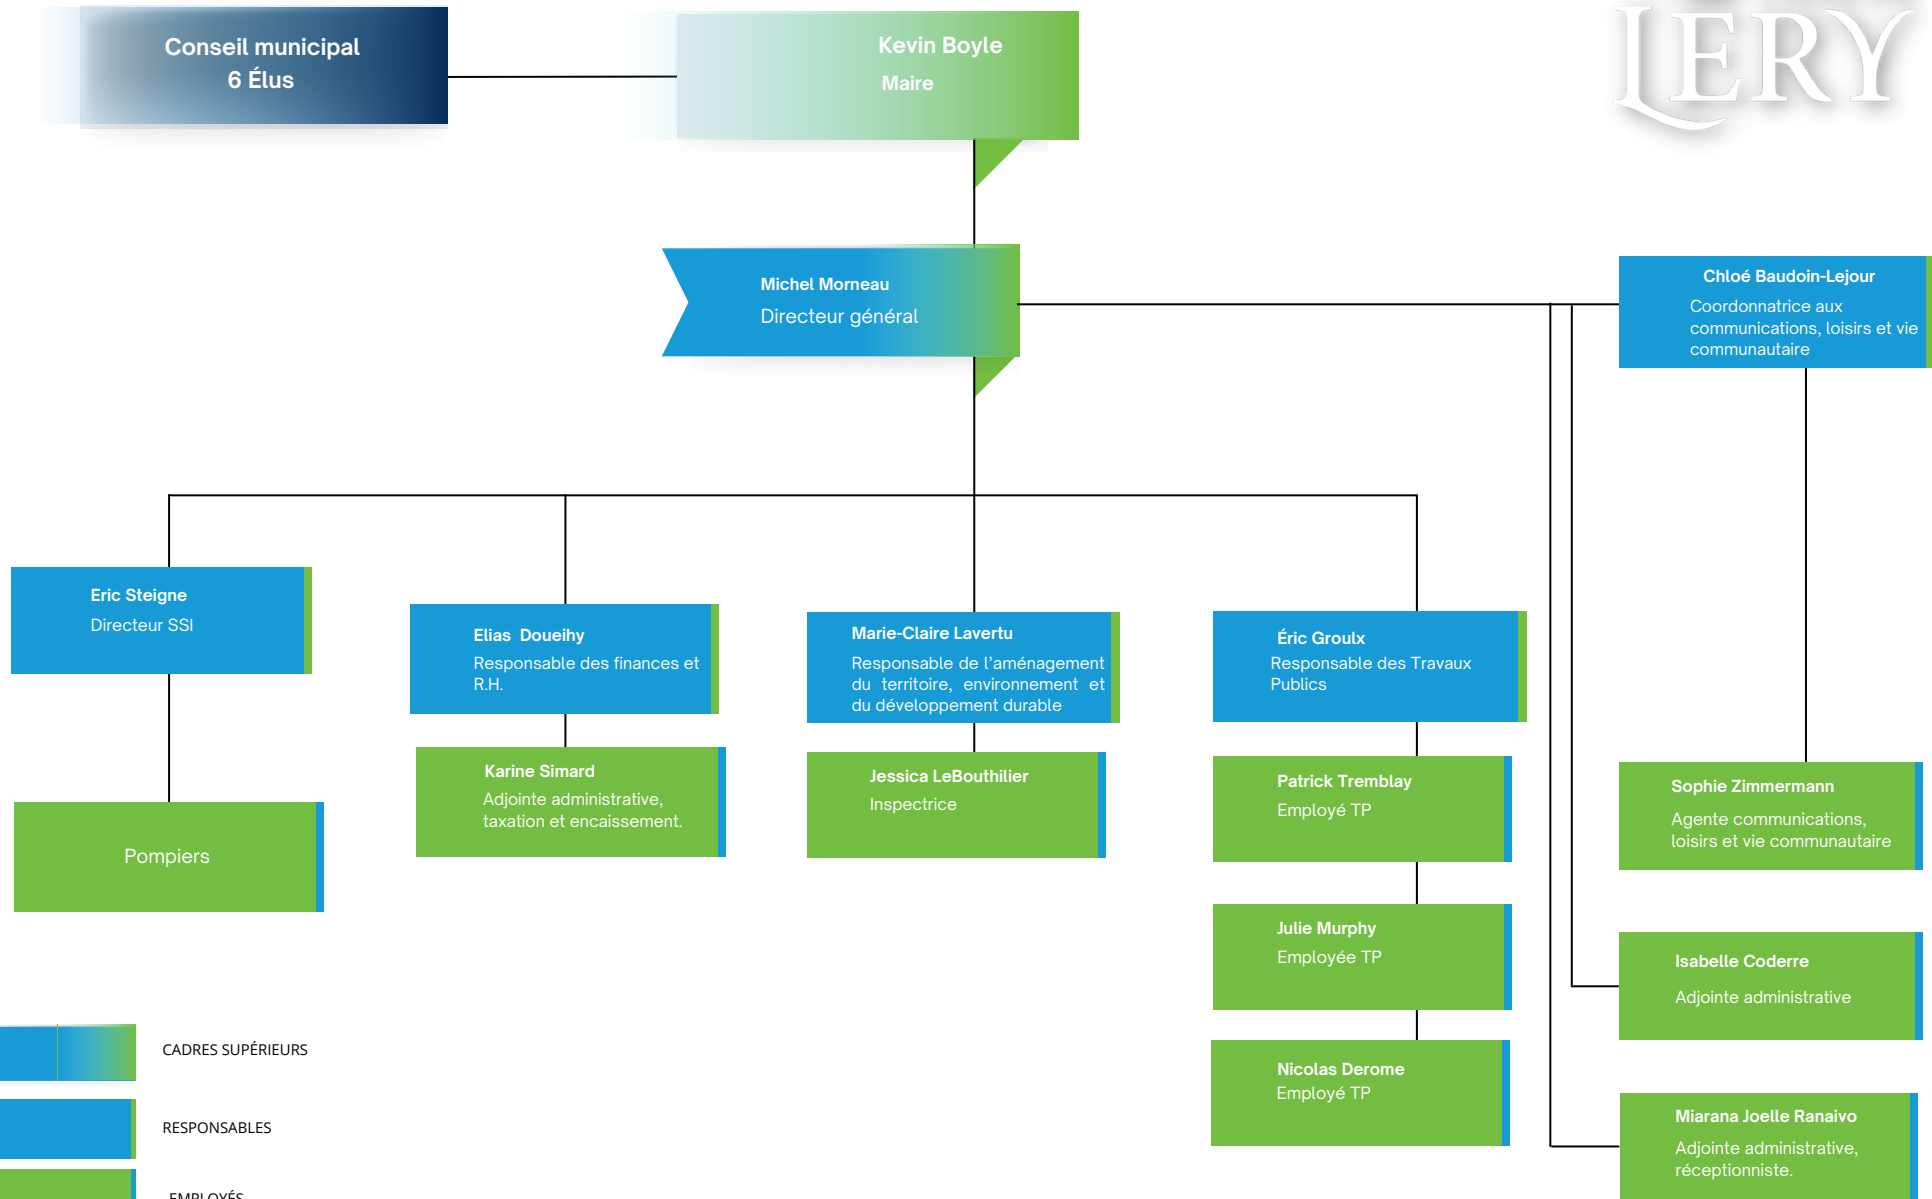 Conseil municipal
6 Élus
Kevin Boyle
Maire
LERY
Michel Morneau
Directeur général
Chloé Baudoin-Lejour
Coordonnatrice aux
communications, loisirs et vie
communautaire
Eric Steigne
Directeur SSI
Elias Doueihy
Responsable des finances et
R.H.
Marie-Claire Lavertu
Responsable de l’aménagement
du territoire, environnement et
du développement durable
Éric Groulx
Responsable des Travaux
Publics
Pompiers
Karine Simard
Adjointe administrative,
taxation et encaissement.
Jessica LeBouthilier
Inspectrice
Patrick Tremblay
Employé TP
Sophie Zimmermann
Agente communications,
loisirs et vie communautaire
Julie Murphy
Employée TP
Isabelle Coderre
Adjointe administrative
Nicolas Derome
Employé TP
Miarana Joelle Ranaivo
Adjointe administrative,
réceptionniste.
CADRES SUPÉRIEURS
RESPONSABLES
EMPLOYÉS